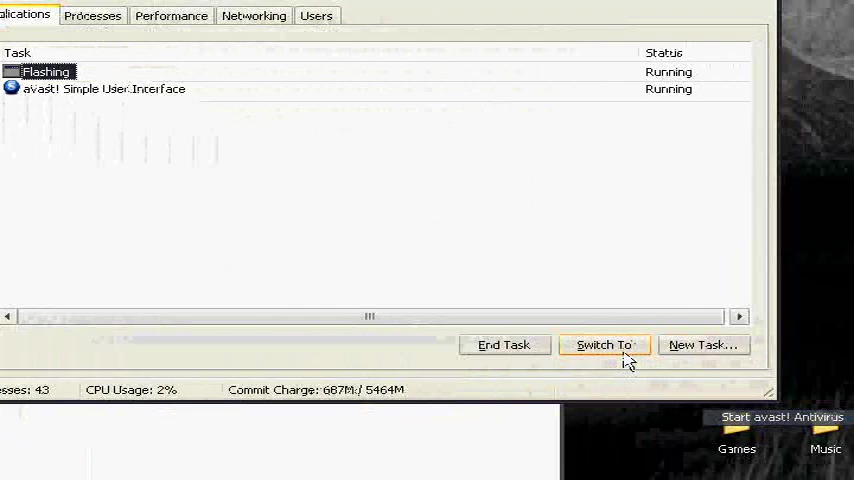 plications Processes Performance Networking Users
Task Status
Flashing Running
avast! Simple User Interface Running
End Task Switch To New Task...
esses: 43 CPU Usage: 2% Commit Charge: 687M / 5464M
Start avast! Antivirus
Games Music